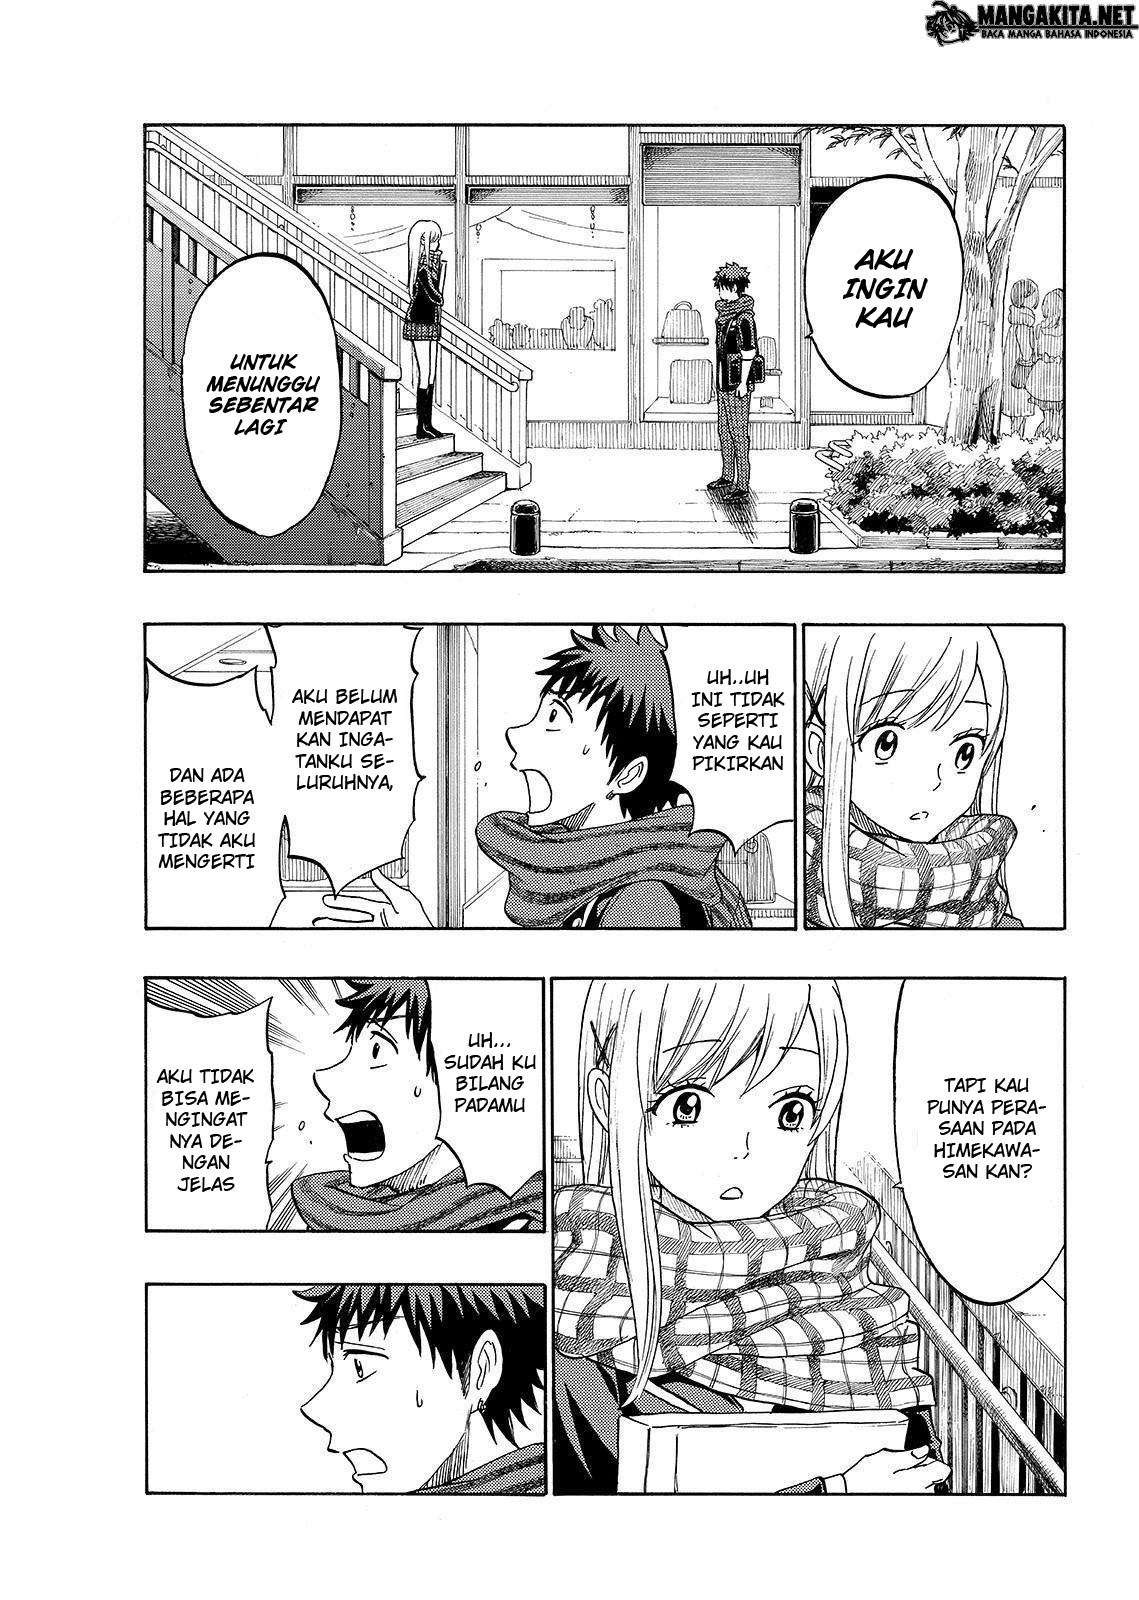 MANGAKITA.NET
BACA MANGA BAHASA INDONESIA
AKU
INGIN
KAU
UNTUK
MENUNGGU
SEBENTAR
LAGI
UH..UH
INI TIDAK
SEPERTI
YANG KAU
PIKIRKAN
AKU BELUM
MENDAPAT
KAN INGA-
TANKU SE-
LURUHNYA,
DAN ADA
BEBERAPA
HAL YANG
TIDAK AKU
MENGERTI
TAPI KAU
PUNYA PERA-
SAAN PADA
HIMEKAWA-
SAN KAN?
UH...
SUDAH KU
BILANG
PADAMU
AKU TIDAK
BISA ME-
NGINGAT
NYA DE-
NGAN
JELAS